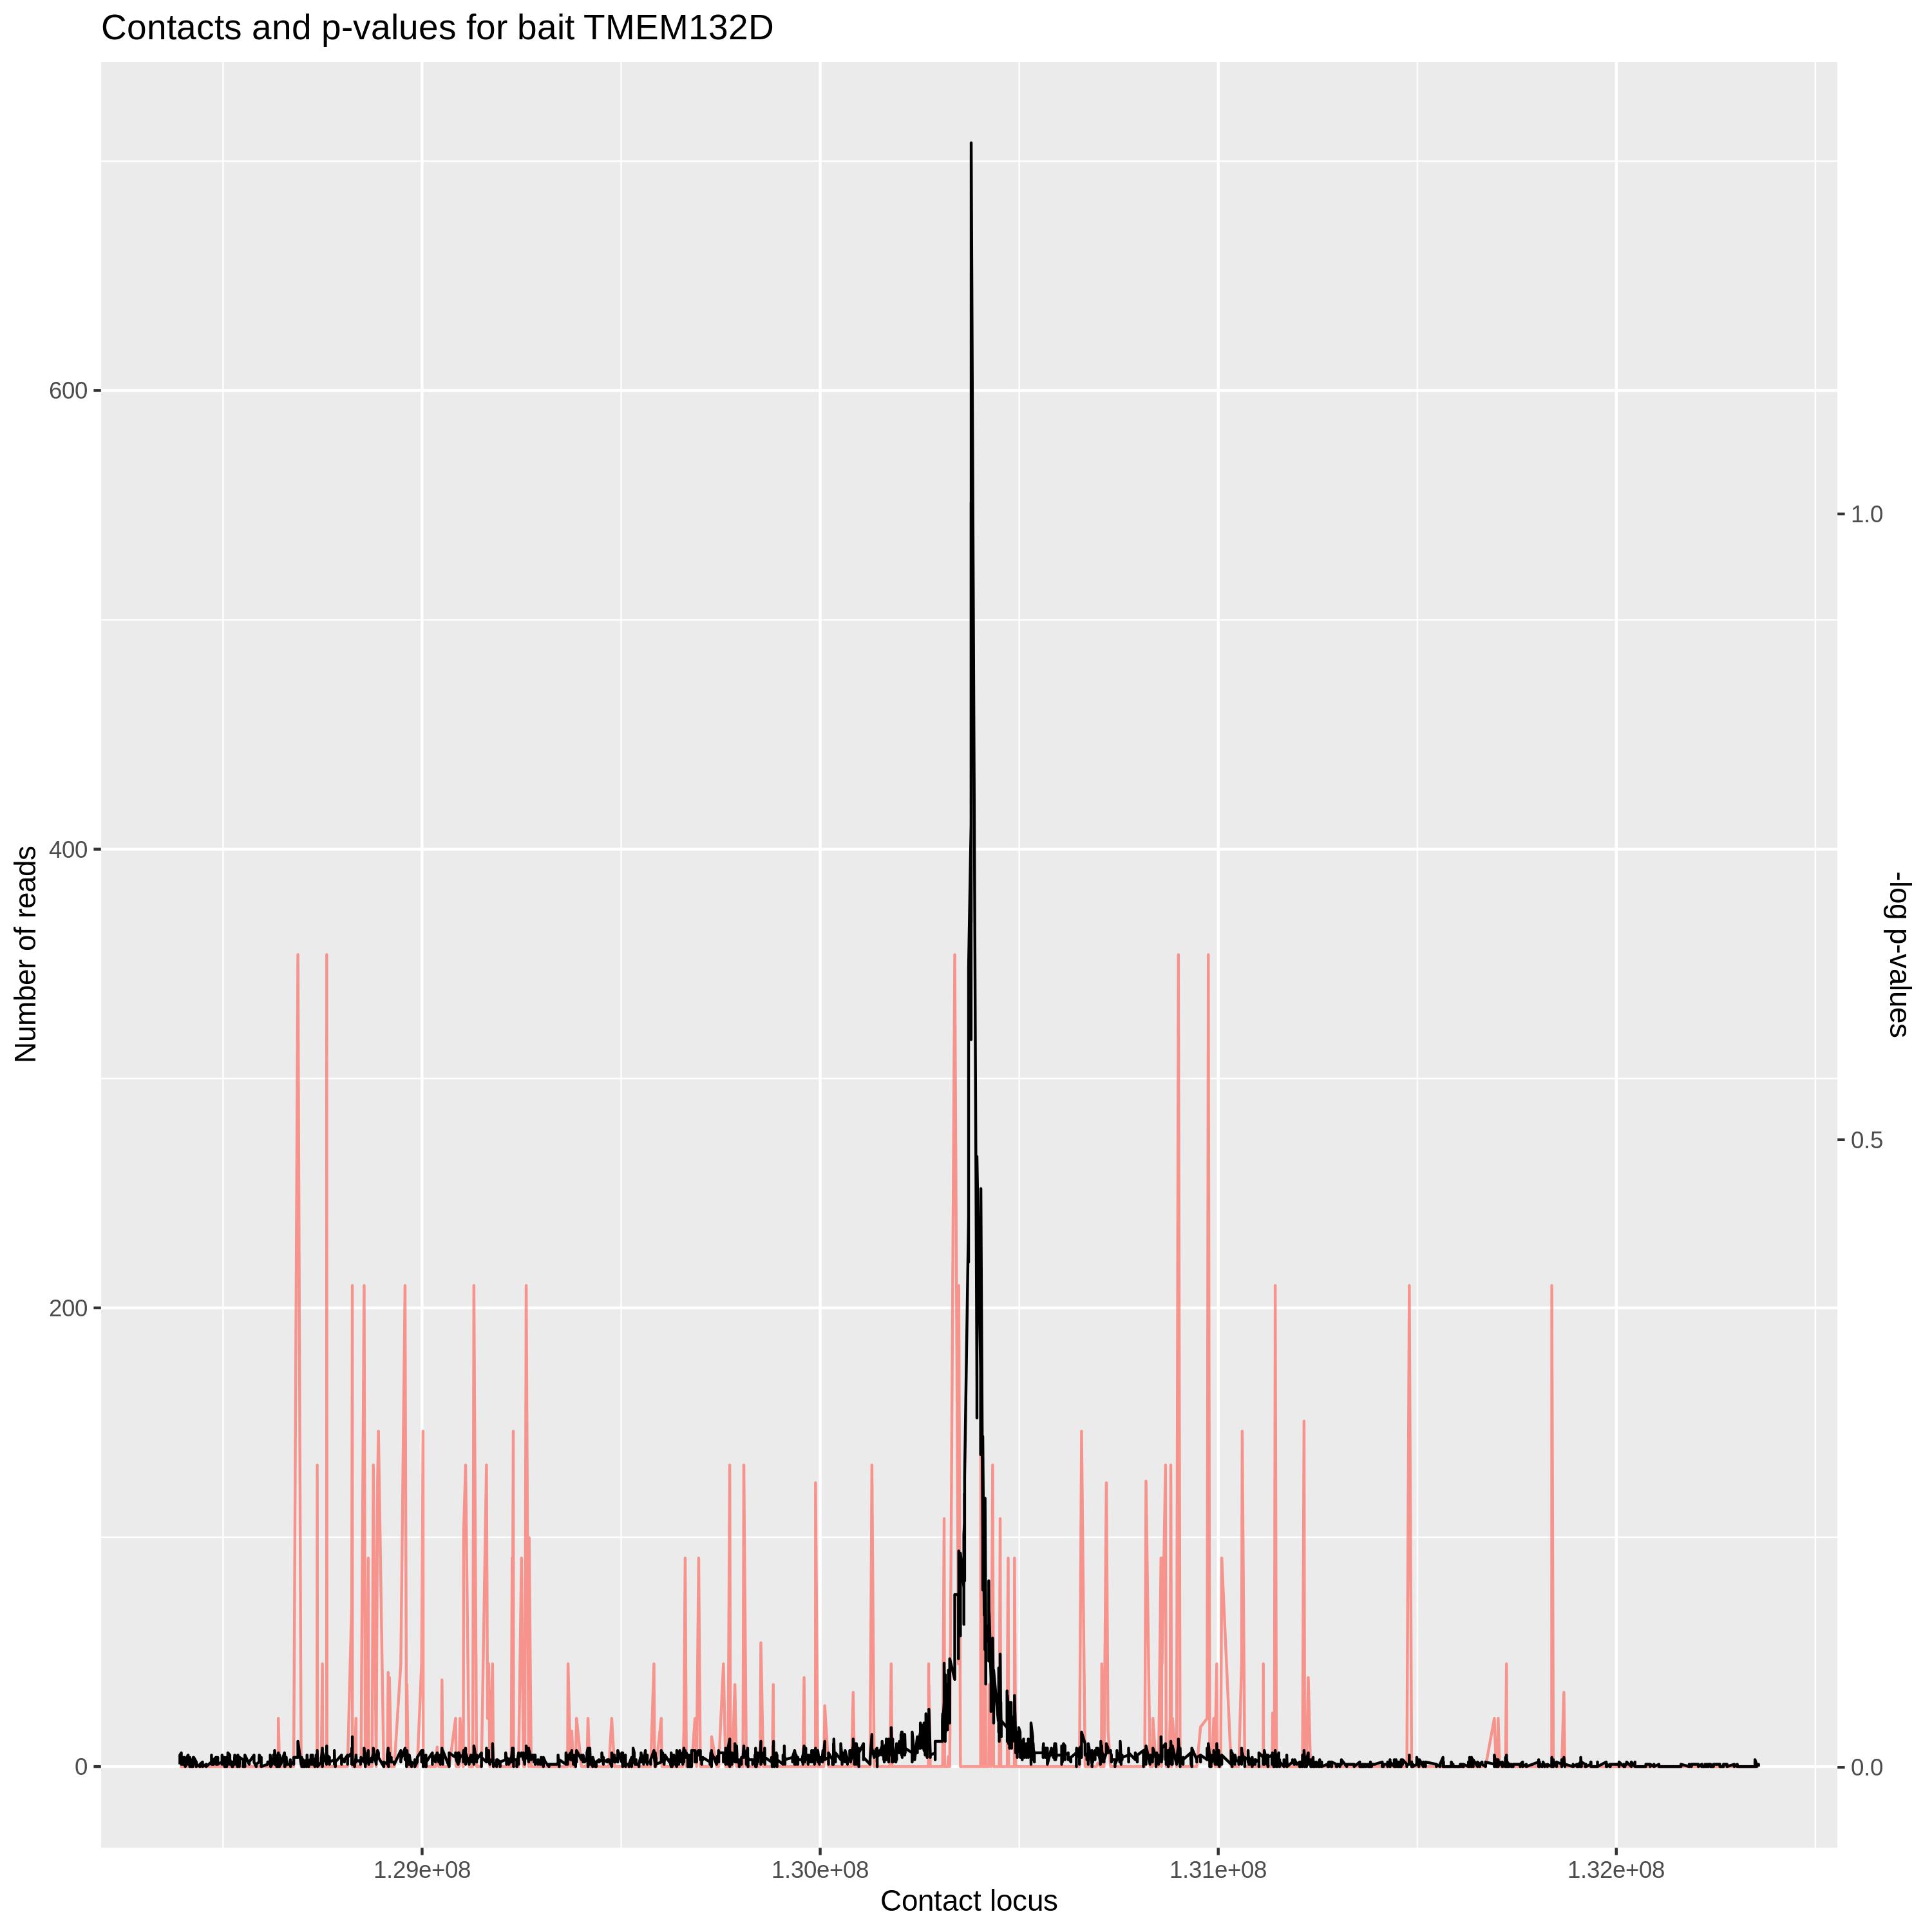 Contacts and p-values for bait TMEM132D
600
400
200
0
Number of reads
1.0
0.5
0.0
-log p-values
1.29e+08
1.30e+08
1.31e+08
1.32e+08
Contact locus